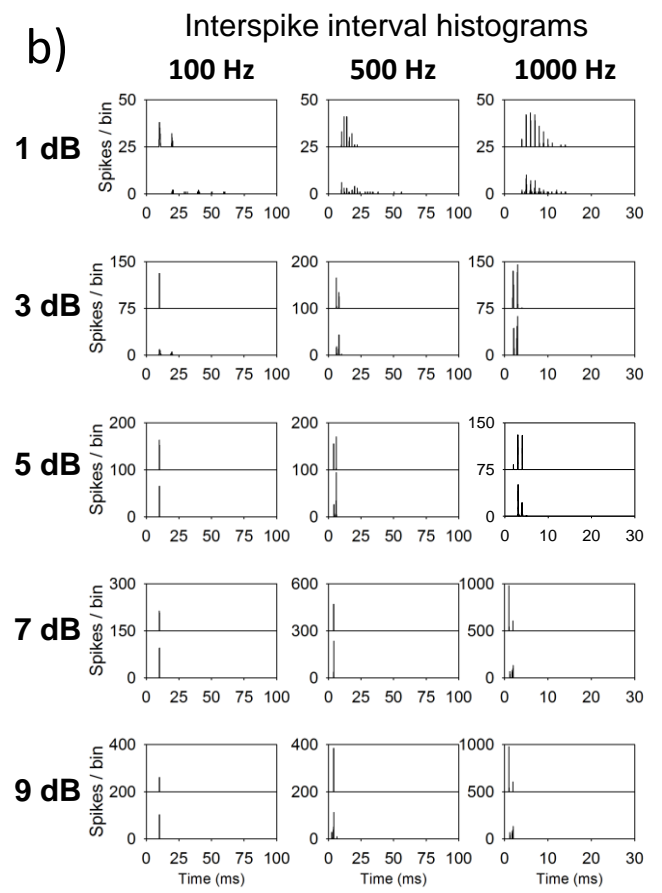 b)
Interspike interval histograms
100 Hz 500 Hz 1000 Hz
1 dB
Spikes / bin
50 50 50
25 25 25
0 0 0
0 25 50 75 100 0 25 50 75 100 0 10 20 30
3 dB
Spikes / bin
150 200 150
75 100 75
0 0 0
0 25 50 75 100 0 25 50 75 100 0 10 20 30
5 dB
Spikes / bin
200 200 150
100 100 75
0 0 0
0 25 50 75 100 0 25 50 75 100 0 10 20 30
7 dB
Spikes / bin
300 600 1000
150 300 500
0 0 0
0 25 50 75 100 0 25 50 75 100 0 10 20 30
9 dB
Spikes / bin
400 400 1000
200 200 500
0 0 0
0 25 50 75 100 0 25 50 75 100 0 10 20 30
Time (ms) Time (ms) Time (ms)